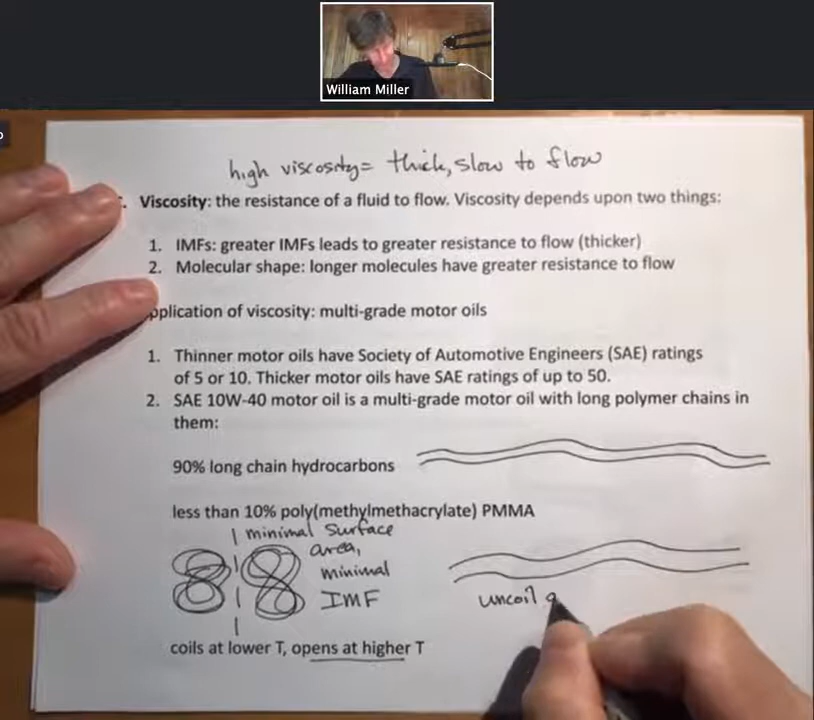 William Miller
high viscosity= thick, slow to flow
Viscosity: the resistance of a fluid to flow. Viscosity depends upon two things:
1. IMFs: greater IMFs leads to greater resistance to flow (thicker)
2. Molecular shape: longer molecules have greater resistance to flow
pplication of viscosity: multi-grade motor oils
1. Thinner motor oils have Society of Automotive Engineers (SAE) ratings
of 5 or 10. Thicker motor oils have SAE ratings of up to 50.
2. SAE 10W-40 motor oil is a multi-grade motor oil with long polymer chains in
them:
90% long chain hydrocarbons
less than 10% poly(methylmethacrylate) PMMA
minimal surface
area,
minimal
IMF
uncoil
coils at lower T, opens at higher T